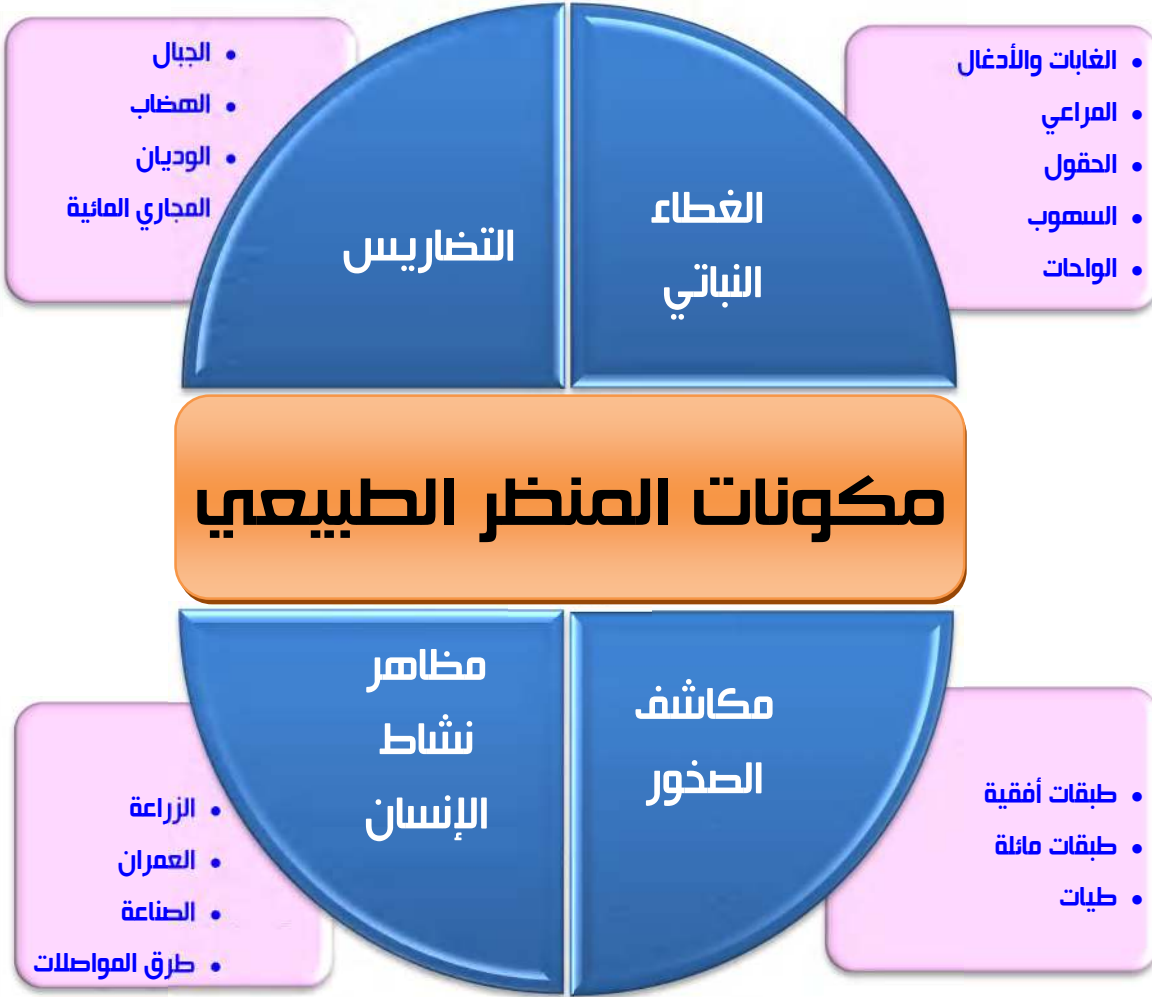 • الغابات والأدغال
• المراعي
• الحقول
• السهوب
• الواحات
الغطاء
النباتي
التضاريس
• الجبال
• الهضاب
• الوديان
المجاري المائية
مكونات المنظر الطبيعي
مكاشف
الصخور
• طبقات أفقية
• طبقات مائلة
• طيات
مظاهر
نشاط
الإنسان
• الزراعة
• العمران
• الصناعة
• طرق المواصلات